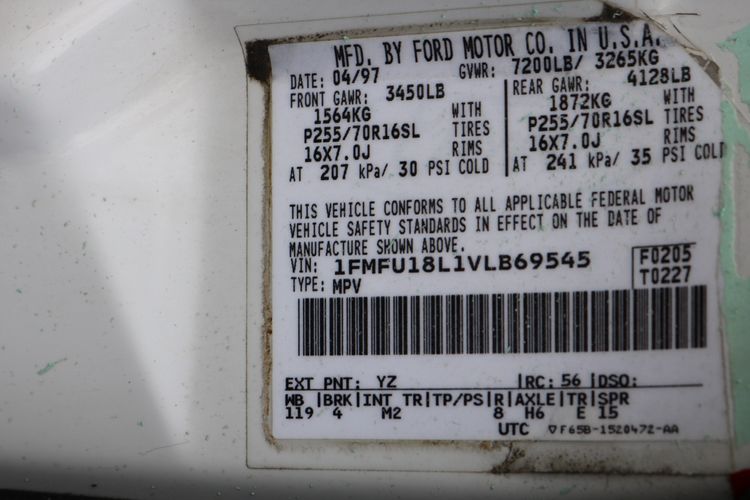 MFD. BY FORD MOTOR CO. IN U.S.A.
DATE: 04/97 GVWR: 7200LB/ 3265KG
FRONT GAWR: 3450LB REAR GAWR: 4128LB
1564KG WITH 1872KG WITH
P255/70R16SL TIRES P255/70R16SL TIRES
16X7.0J RIMS 16X7.0J RIMS
AT 207 kPa/ 30 PSI COLD AT 241 kPa/ 35 PSI COLD
THIS VEHICLE CONFORMS TO ALL APPLICABLE FEDERAL MOTOR
VEHICLE SAFETY STANDARDS IN EFFECT ON THE DATE OF
MANUFACTURE SHOWN ABOVE.
VIN: 1FMFU18L1VLB69545 F0205
TYPE: MPV T0227
EXT PNT: YZ |RC: 56 |DSO:
WB |BRK|INT TR|TP/PS|R|AXLE|TR|SPR
119 4 M2 8 H6 E 15
UTC ▽F65B-1520472-AA